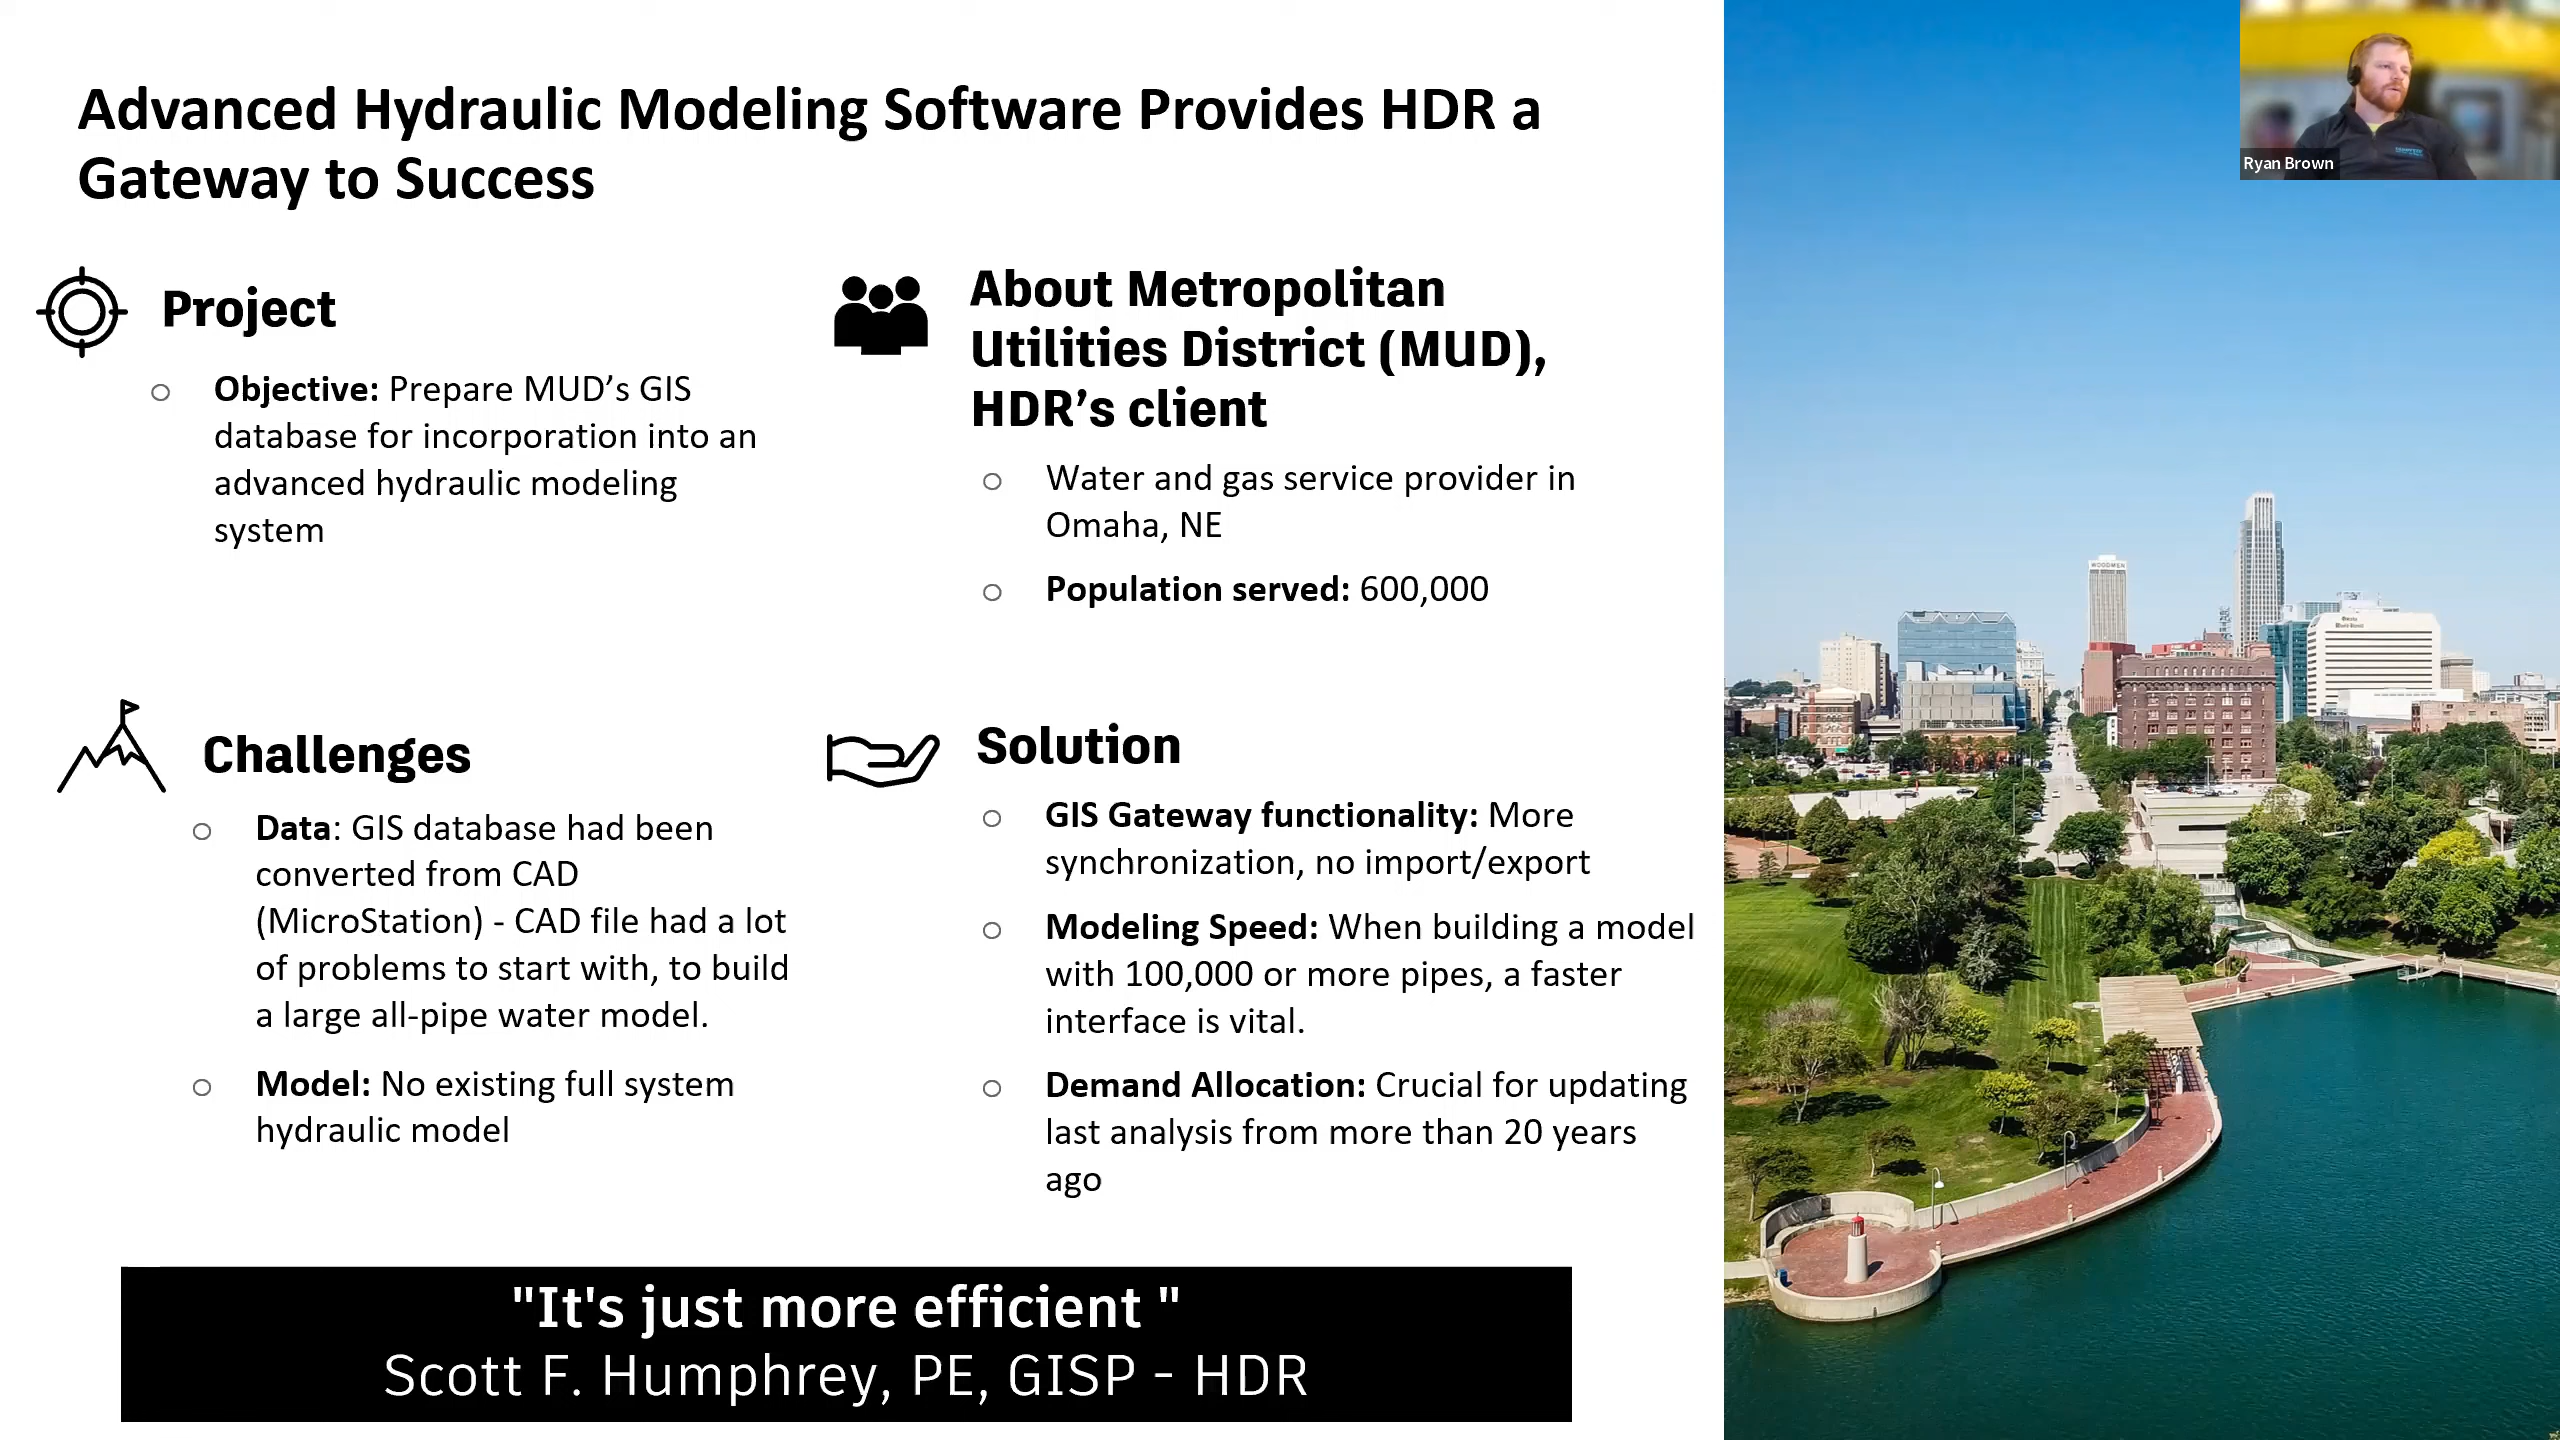 Advanced Hydraulic Modeling Software Provides HDR a
Gateway to Success
Project
Objective: Prepare MUD’s GIS
database for incorporation into an
advanced hydraulic modeling
system
About Metropolitan
Utilities District (MUD),
HDR’s client
Water and gas service provider in
Omaha, NE
Population served: 600,000
Challenges
Data: GIS database had been
converted from CAD
(MicroStation) - CAD file had a lot
of problems to start with, to build
a large all-pipe water model.
Model: No existing full system
hydraulic model
Solution
GIS Gateway functionality: More
synchronization, no import/export
Modeling Speed: When building a model
with 100,000 or more pipes, a faster
interface is vital.
Demand Allocation: Crucial for updating
last analysis from more than 20 years
ago
"It's just more efficient "
Scott F. Humphrey, PE, GISP - HDR
Ryan Brown
WOODMEN